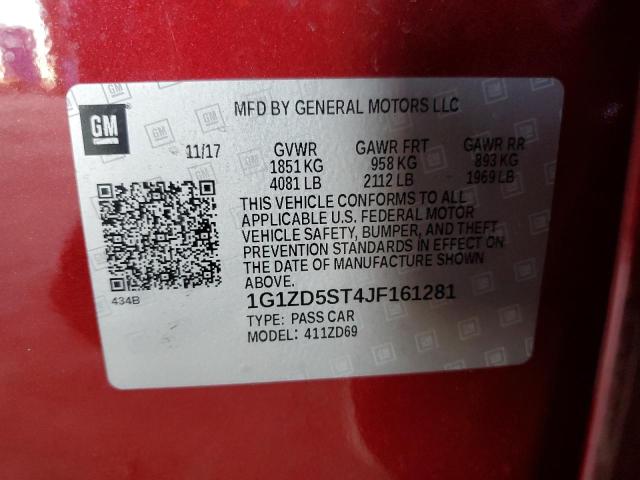 GM
MFD BY GENERAL MOTORS LLC
11/17 GVWR GAWR FRT GAWR RR
1851 KG 958 KG 893 KG
4081 LB 2112 LB 1969 LB
THIS VEHICLE CONFORMS TO ALL
APPLICABLE U.S. FEDERAL MOTOR
VEHICLE SAFETY, BUMPER, AND THEFT
PREVENTION STANDARDS IN EFFECT ON
THE DATE OF MANUFACTURE SHOWN
ABOVE.
434B
1G1ZD5ST4JF161281
TYPE: PASS CAR
MODEL: 411ZD69